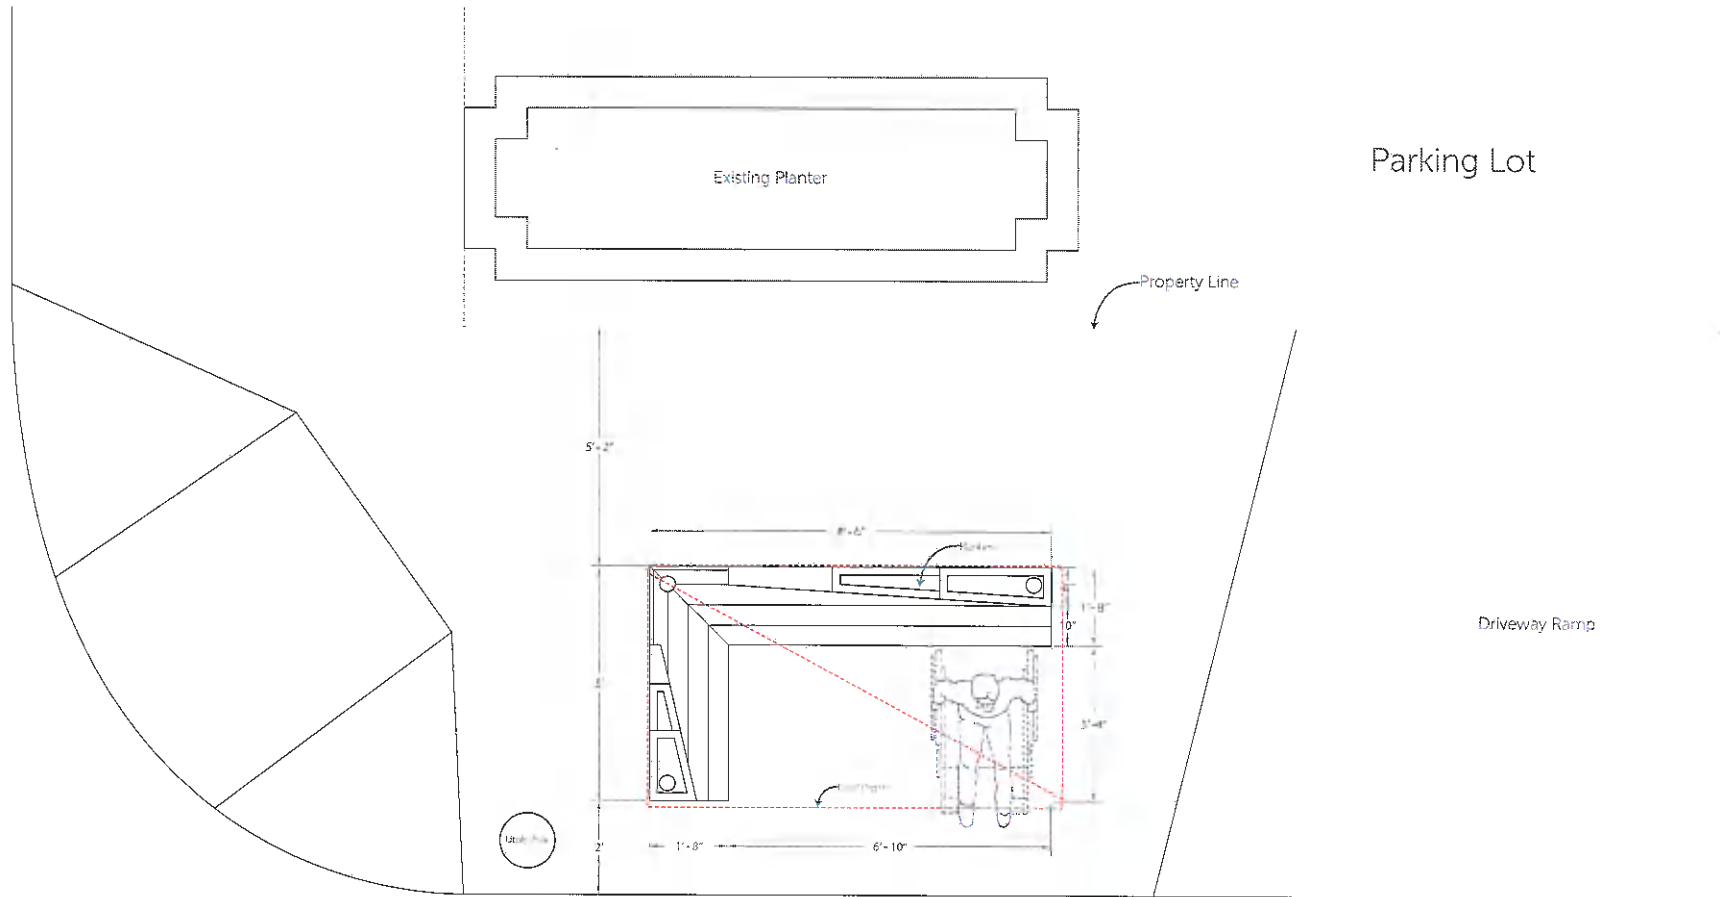 Existing Planter
Parking Lot
Property Line
5'-2"
8'-6"
1'-8"
10"
Driveway Ramp
3'-4"
2'
1'-8"
6'-10"